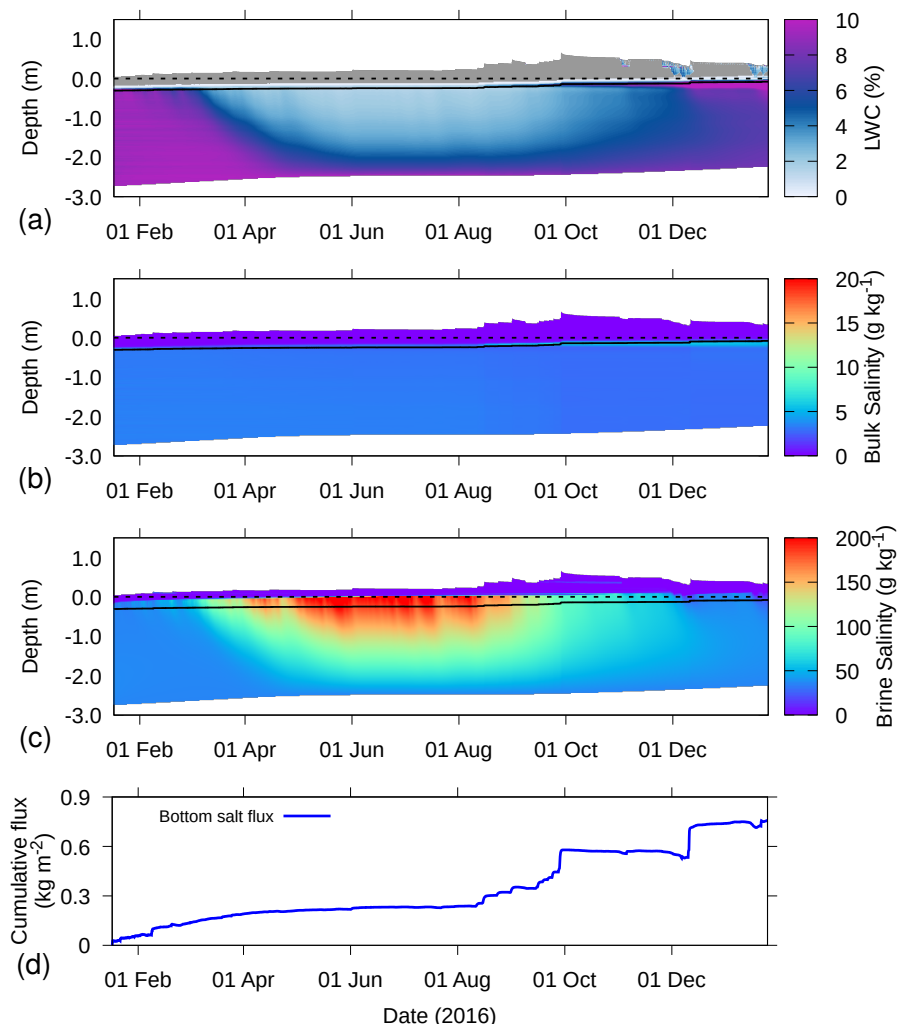 1.0
0.0
-1.0
-2.0
-3.0
Depth (m)
(a)
01 Feb 01 Apr 01 Jun 01 Aug 01 Oct 01 Dec
10
8
6
4
2
0
LWC (%)
1.0
0.0
-1.0
-2.0
-3.0
Depth (m)
(b)
01 Feb 01 Apr 01 Jun 01 Aug 01 Oct 01 Dec
20
15
10
5
0
Bulk Salinity (g kg-1)
1.0
0.0
-1.0
-2.0
-3.0
Depth (m)
(c)
01 Feb 01 Apr 01 Jun 01 Aug 01 Oct 01 Dec
200
150
100
50
0
Brine Salinity (g kg-1)
0.9
0.6
0.3
0
Cumulative flux
(kg m-2)
Bottom salt flux
(d)
01 Feb 01 Apr 01 Jun 01 Aug 01 Oct 01 Dec
Date (2016)